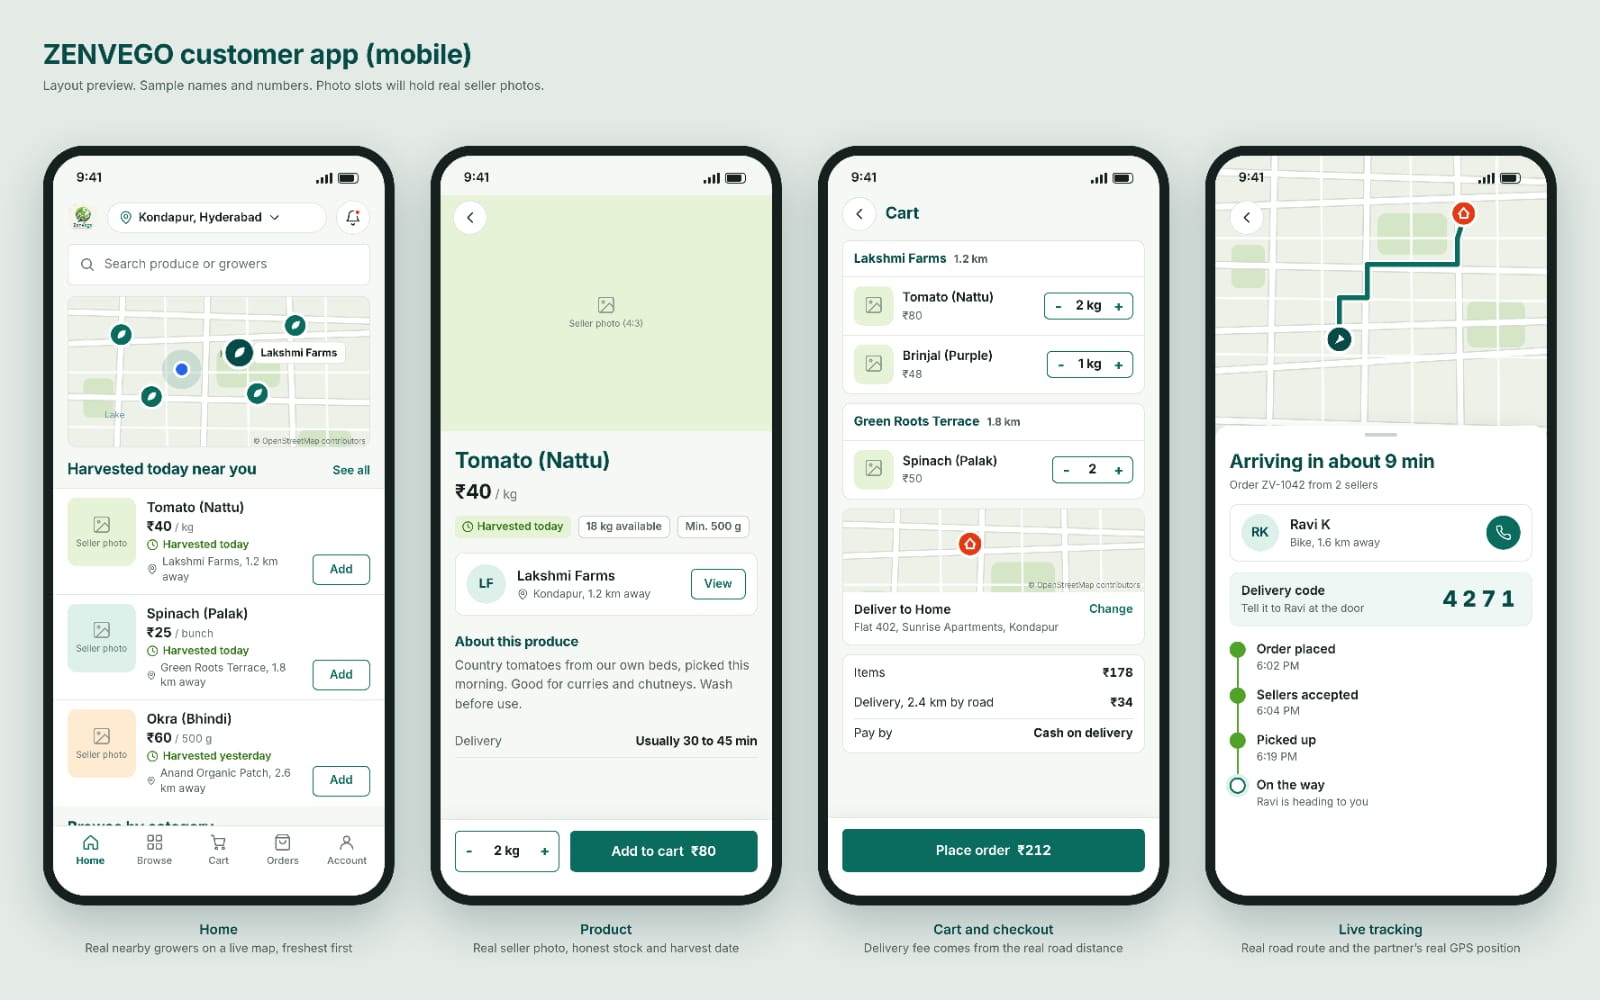 ZENVEGO customer app (mobile)
Layout preview. Sample names and numbers. Photo slots will hold real seller photos.
9:41
Kondapur, Hyderabad
Search produce or growers
Lakshmi Farms
Lake
© OpenStreetMap contributors
Harvested today near you
See all
Seller photo
Tomato (Nattu)
₹40 / kg
Harvested today
Lakshmi Farms, 1.2 km
away
Add
Seller photo
Spinach (Palak)
₹25 / bunch
Harvested today
Green Roots Terrace, 1.8
km away
Add
Seller photo
Okra (Bhindi)
₹60 / 500 g
Harvested yesterday
Anand Organic Patch, 2.6
km away
Add
Browse by category
Home
Browse
Cart
Orders
Account
Home
Real nearby growers on a live map, freshest first
9:41
Seller photo (4:3)
Tomato (Nattu)
₹40 / kg
Harvested today
18 kg available
Min. 500 g
LF
Lakshmi Farms
Kondapur, 1.2 km away
View
About this produce
Country tomatoes from our own beds, picked this
morning. Good for curries and chutneys. Wash
before use.
Delivery
Usually 30 to 45 min
- 2 kg +
Add to cart ₹80
Product
Real seller photo, honest stock and harvest date
9:41
Cart
Lakshmi Farms 1.2 km
Tomato (Nattu)
₹80
- 2 kg +
Brinjal (Purple)
₹48
- 1 kg +
Green Roots Terrace 1.8 km
Spinach (Palak)
₹50
- 2 +
© OpenStreetMap contributors
Deliver to Home
Change
Flat 402, Sunrise Apartments, Kondapur
Items ₹178
Delivery, 2.4 km by road ₹34
Pay by Cash on delivery
Place order ₹212
Cart and checkout
Delivery fee comes from the real road distance
9:41
Arriving in about 9 min
Order ZV-1042 from 2 sellers
RK
Ravi K
Bike, 1.6 km away
Delivery code
Tell it to Ravi at the door
4271
Order placed
6:02 PM
Sellers accepted
6:04 PM
Picked up
6:19 PM
On the way
Ravi is heading to you
Live tracking
Real road route and the partner's real GPS position